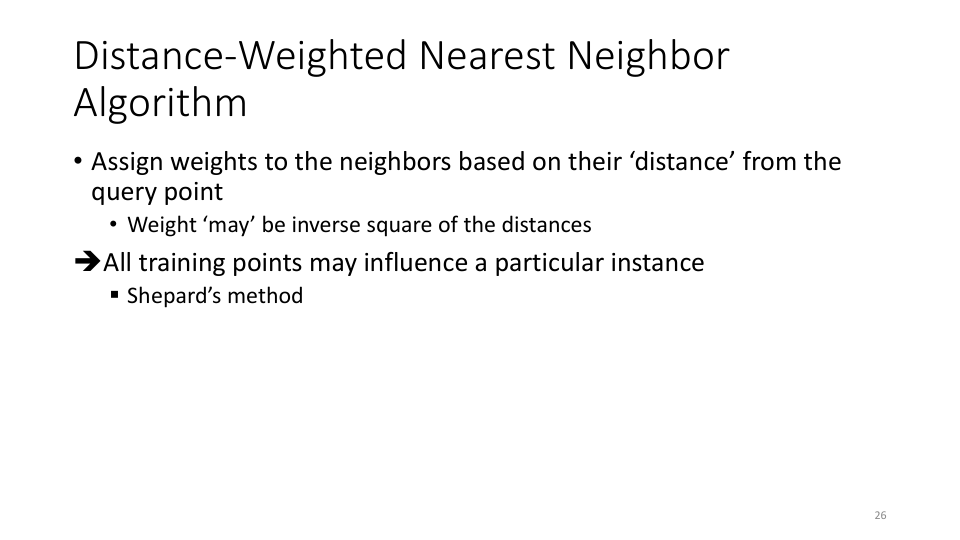 Distance-Weighted Nearest Neighbor
Algorithm
• Assign weights to the neighbors based on their ‘distance’ from the
query point
• Weight ‘may’ be inverse square of the distances
➔All training points may influence a particular instance
▪ Shepard’s method
26